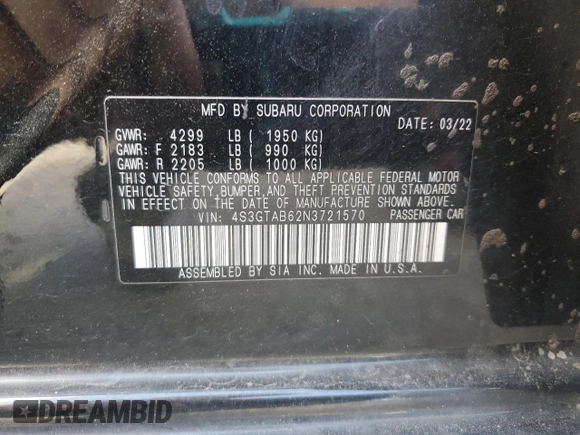 MFD BY SUBARU CORPORATION
DATE: 03/22
GVWR: 4299 LB ( 1950 KG)
GAWR: F 2183 LB ( 990 KG)
GAWR: R 2205 LB ( 1000 KG)
THIS VEHICLE CONFORMS TO ALL APPLICABLE FEDERAL MOTOR
VEHICLE SAFETY, BUMPER, AND THEFT PREVENTION STANDARDS
IN EFFECT ON THE DATE OF MANUFACTURE SHOWN ABOVE.
VIN: 4S3GTAB62N3721570 PASSENGER CAR
ASSEMBLED BY SIA INC. MADE IN U.S.A.
DREAMBID